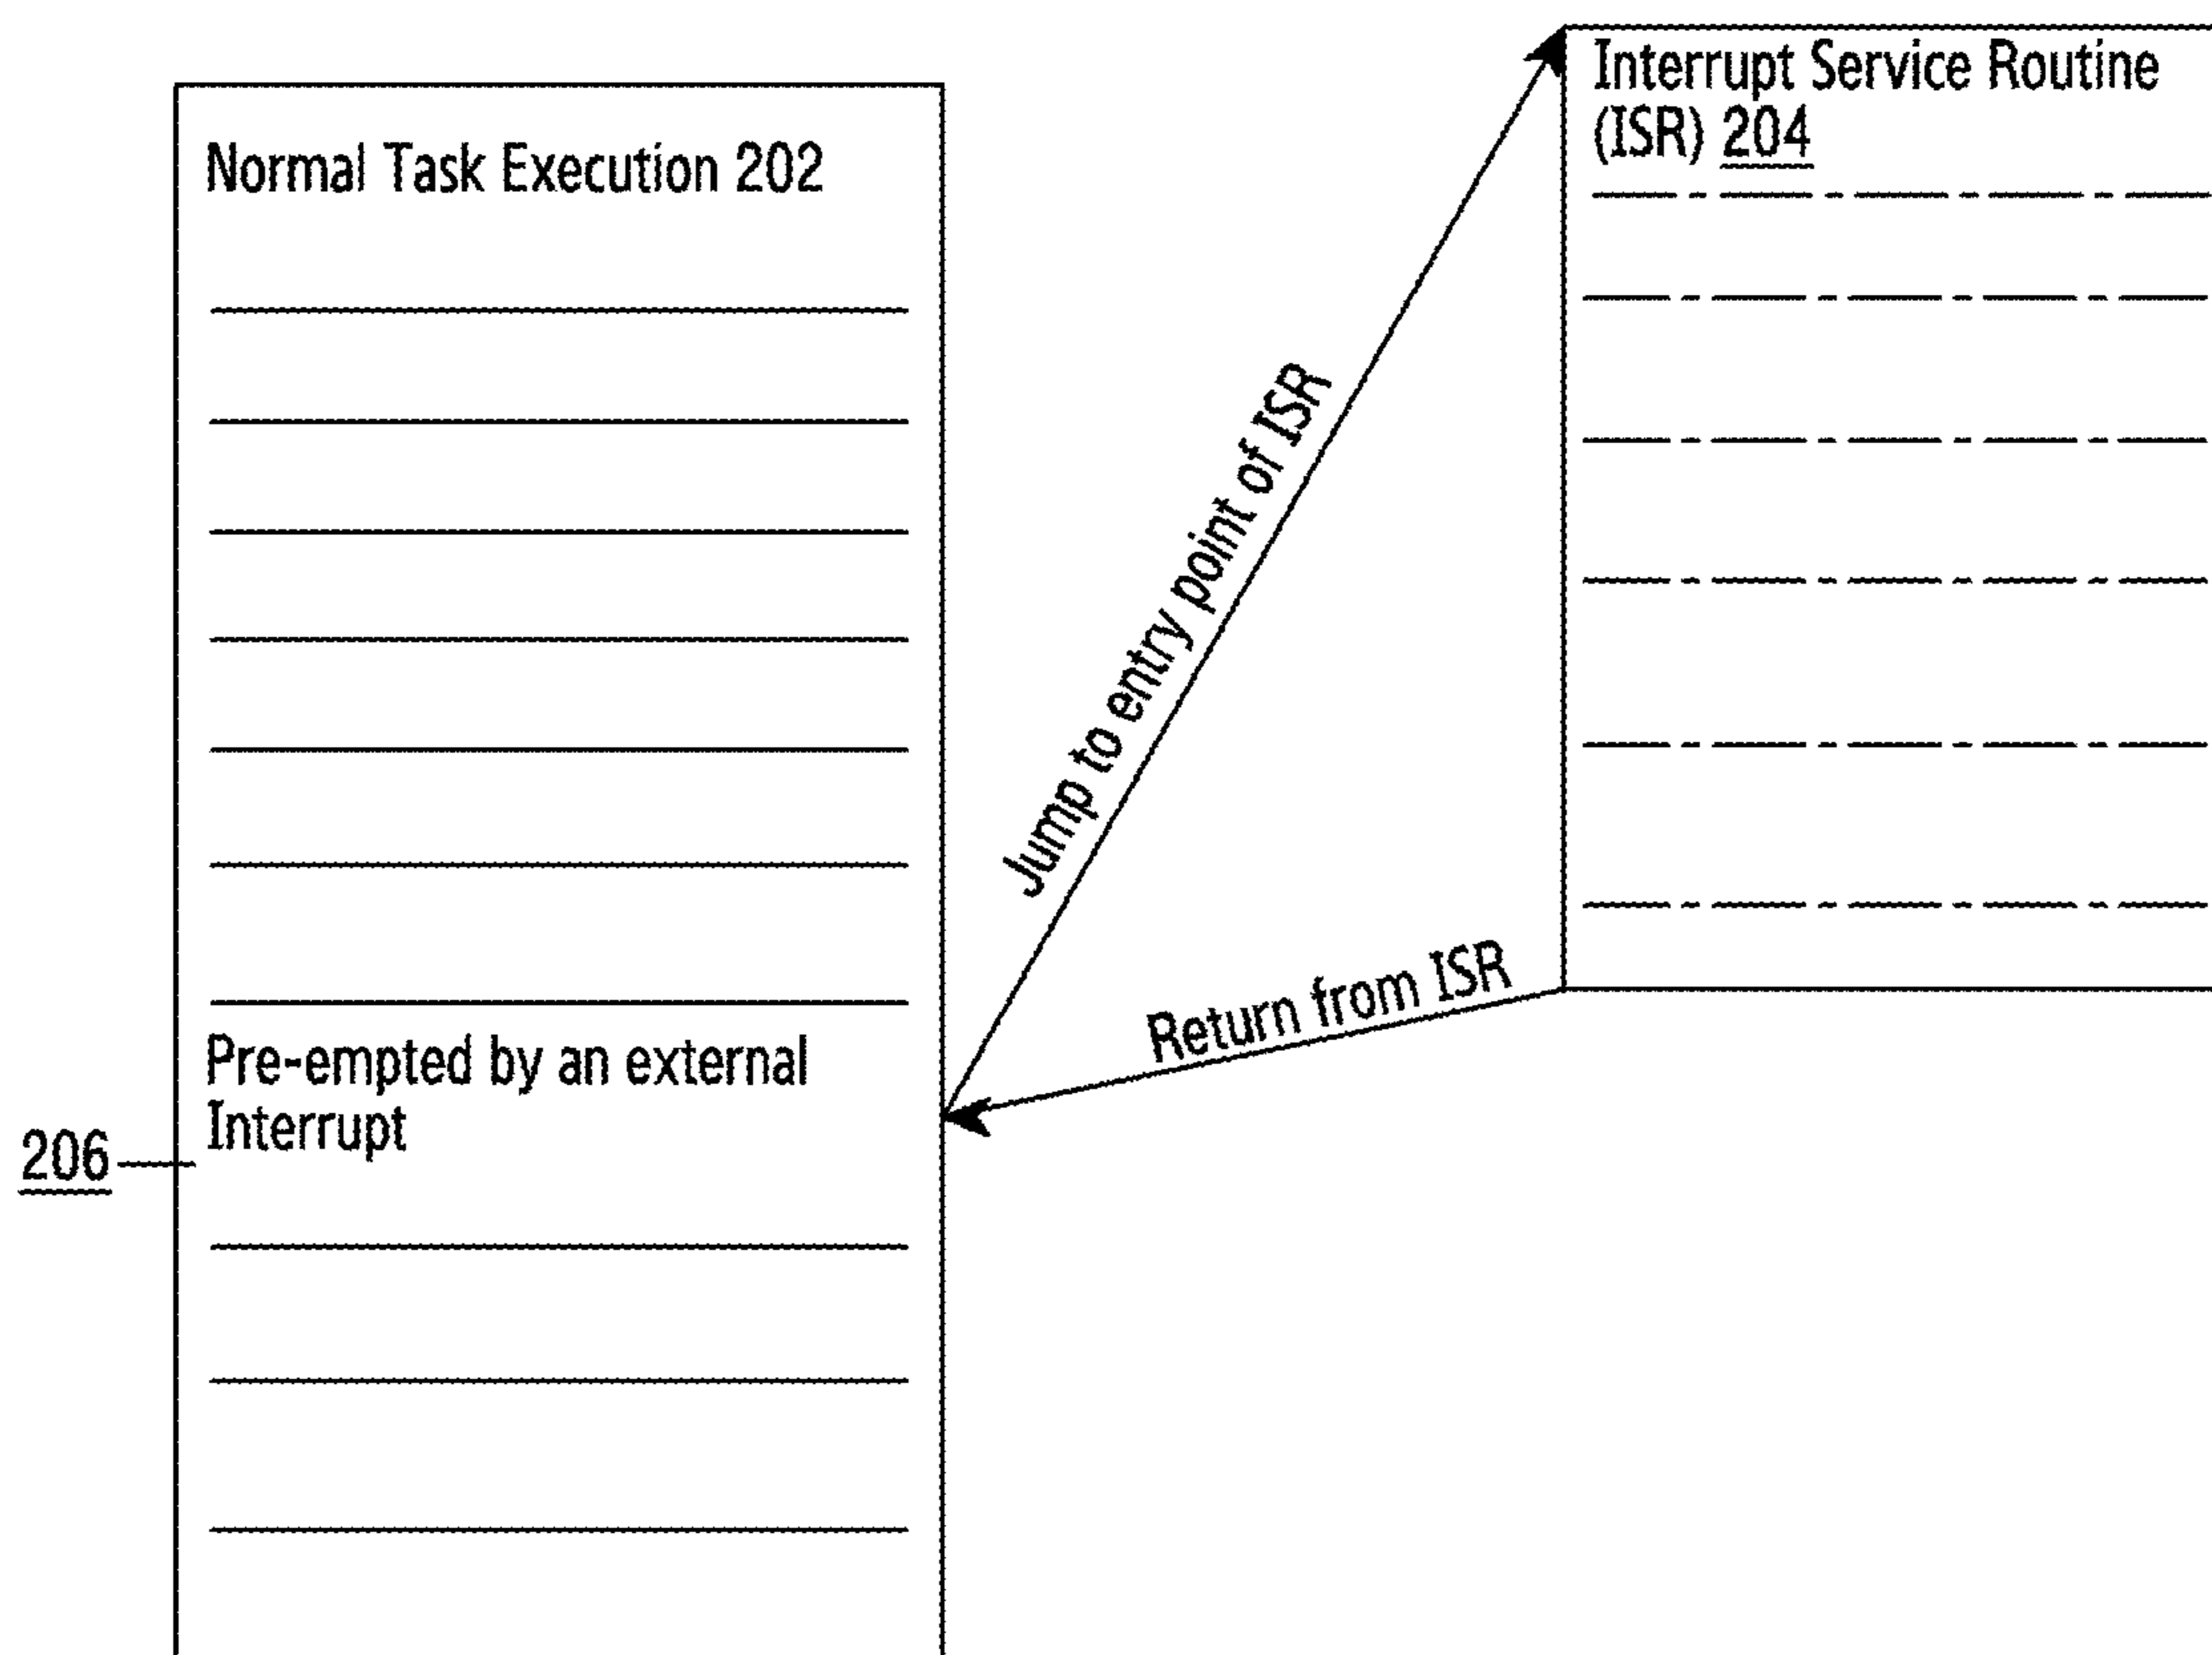 Normal Task Execution 202
Pre-empted by an external
Interrupt
206
Jump to entry point of ISR
Return from ISR
Interrupt Service Routine
(ISR) 204